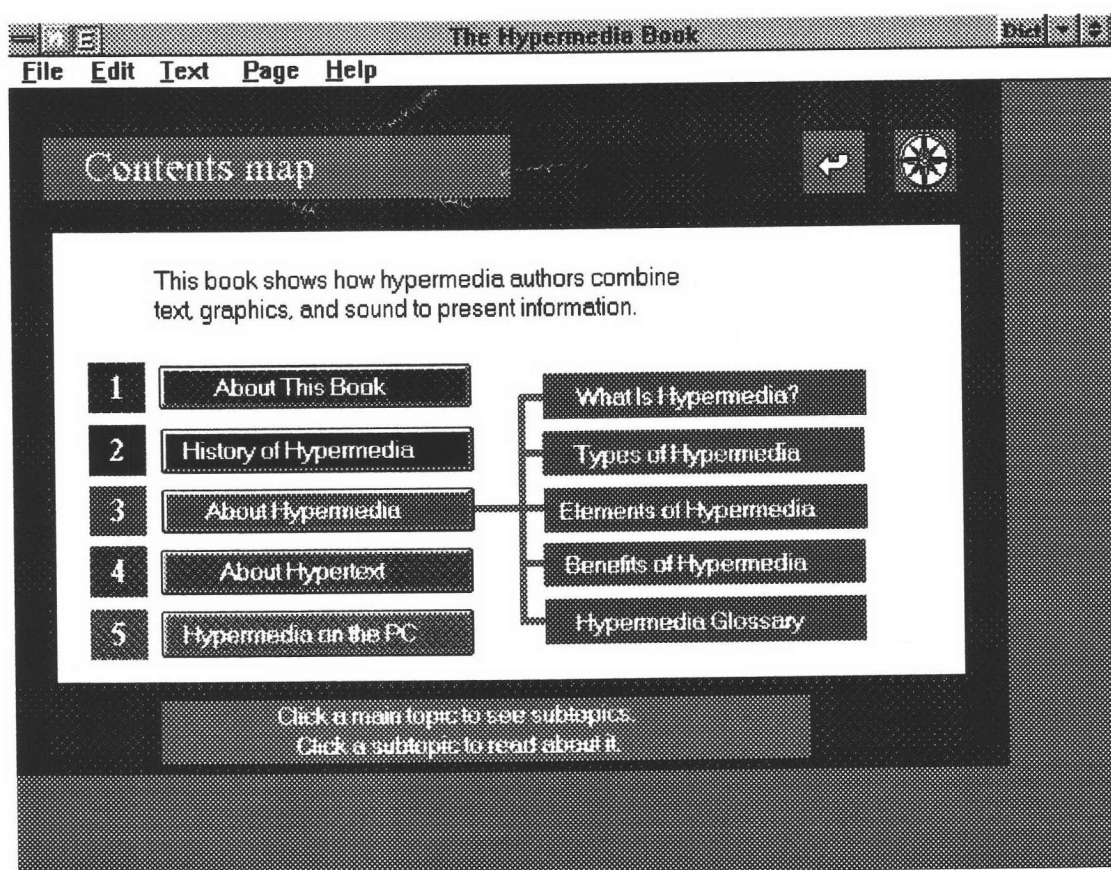 The Hypermedia Book
Dict
File Edit Text Page Help
Contents map
This book shows how hypermedia authors combine
text, graphics, and sound to present information.
1 About This Book
2 History of Hypermedia
3 About Hypermedia
4 About Hypertext
5 Hypermedia on the PC
What Is Hypermedia?
Types of Hypermedia
Elements of Hypermedia
Benefits of Hypermedia
Hypermedia Glossary
Click a main topic to see subtopics.
Click a subtopic to read about it.